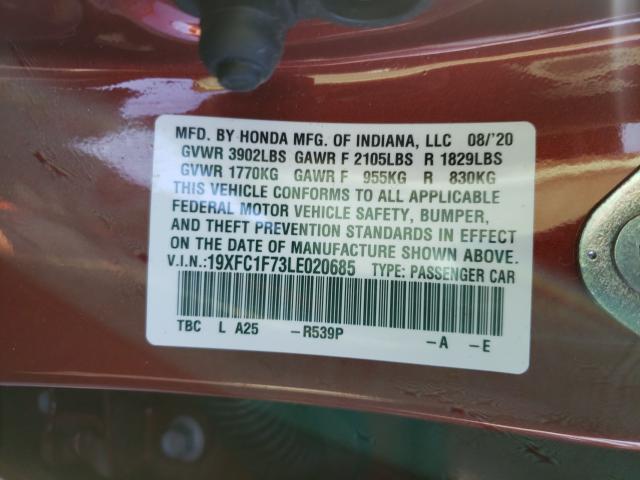 MFD. BY HONDA MFG. OF INDIANA, LLC 08/'20
GVWR 3902LBS GAWR F 2105LBS R 1829LBS
GVWR 1770KG GAWR F 955KG R 830KG
THIS VEHICLE CONFORMS TO ALL APPLICABLE
FEDERAL MOTOR VEHICLE SAFETY, BUMPER,
AND THEFT PREVENTION STANDARDS IN EFFECT
ON THE DATE OF MANUFACTURE SHOWN ABOVE.
V.I.N.:19XFC1F73LE020685 TYPE: PASSENGER CAR
TBC L A25 -R539P -A -E